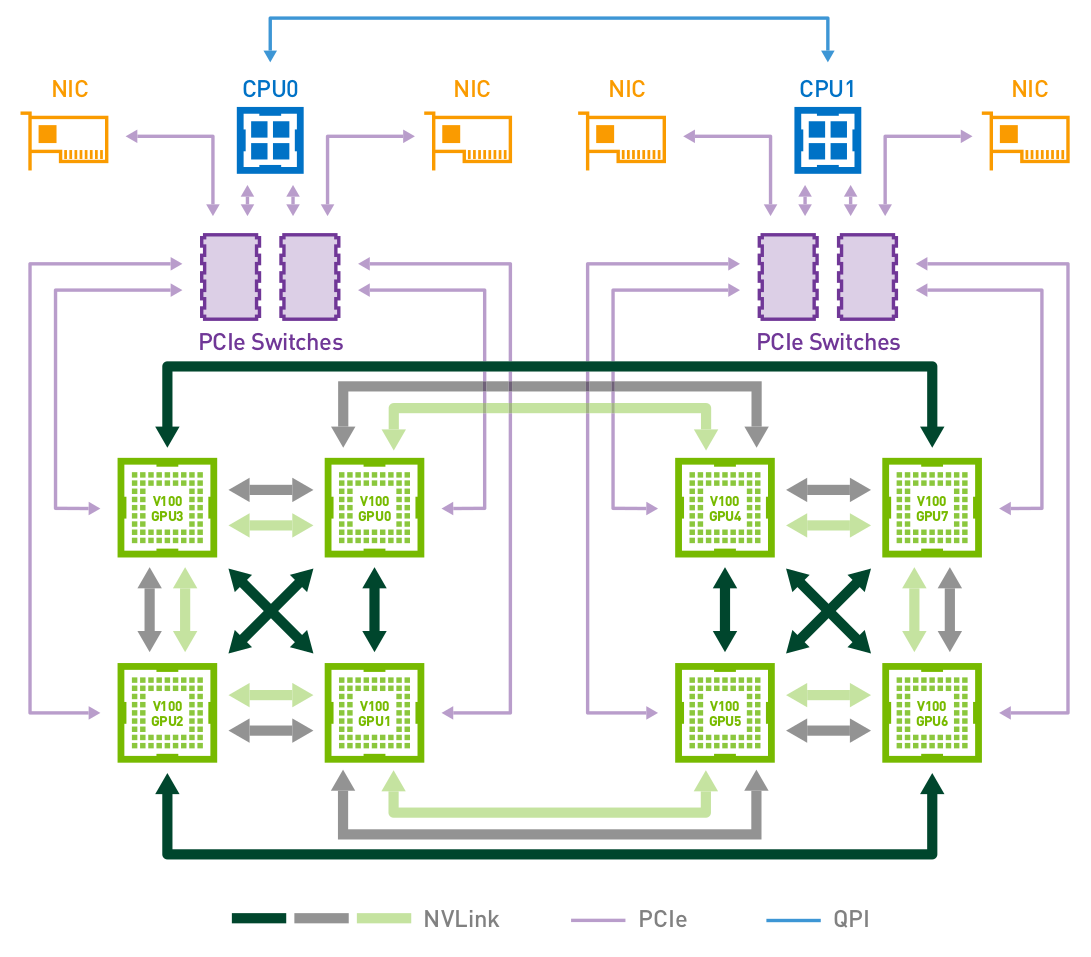 CPU0
CPU1
NIC
NIC
NIC
NIC
PCIe Switches
PCIe Switches
V100
GPU3
V100
GPU0
V100
GPU4
V100
GPU7
V100
GPU2
V100
GPU1
V100
GPU5
V100
GPU6
NVLink
PCIe
QPI